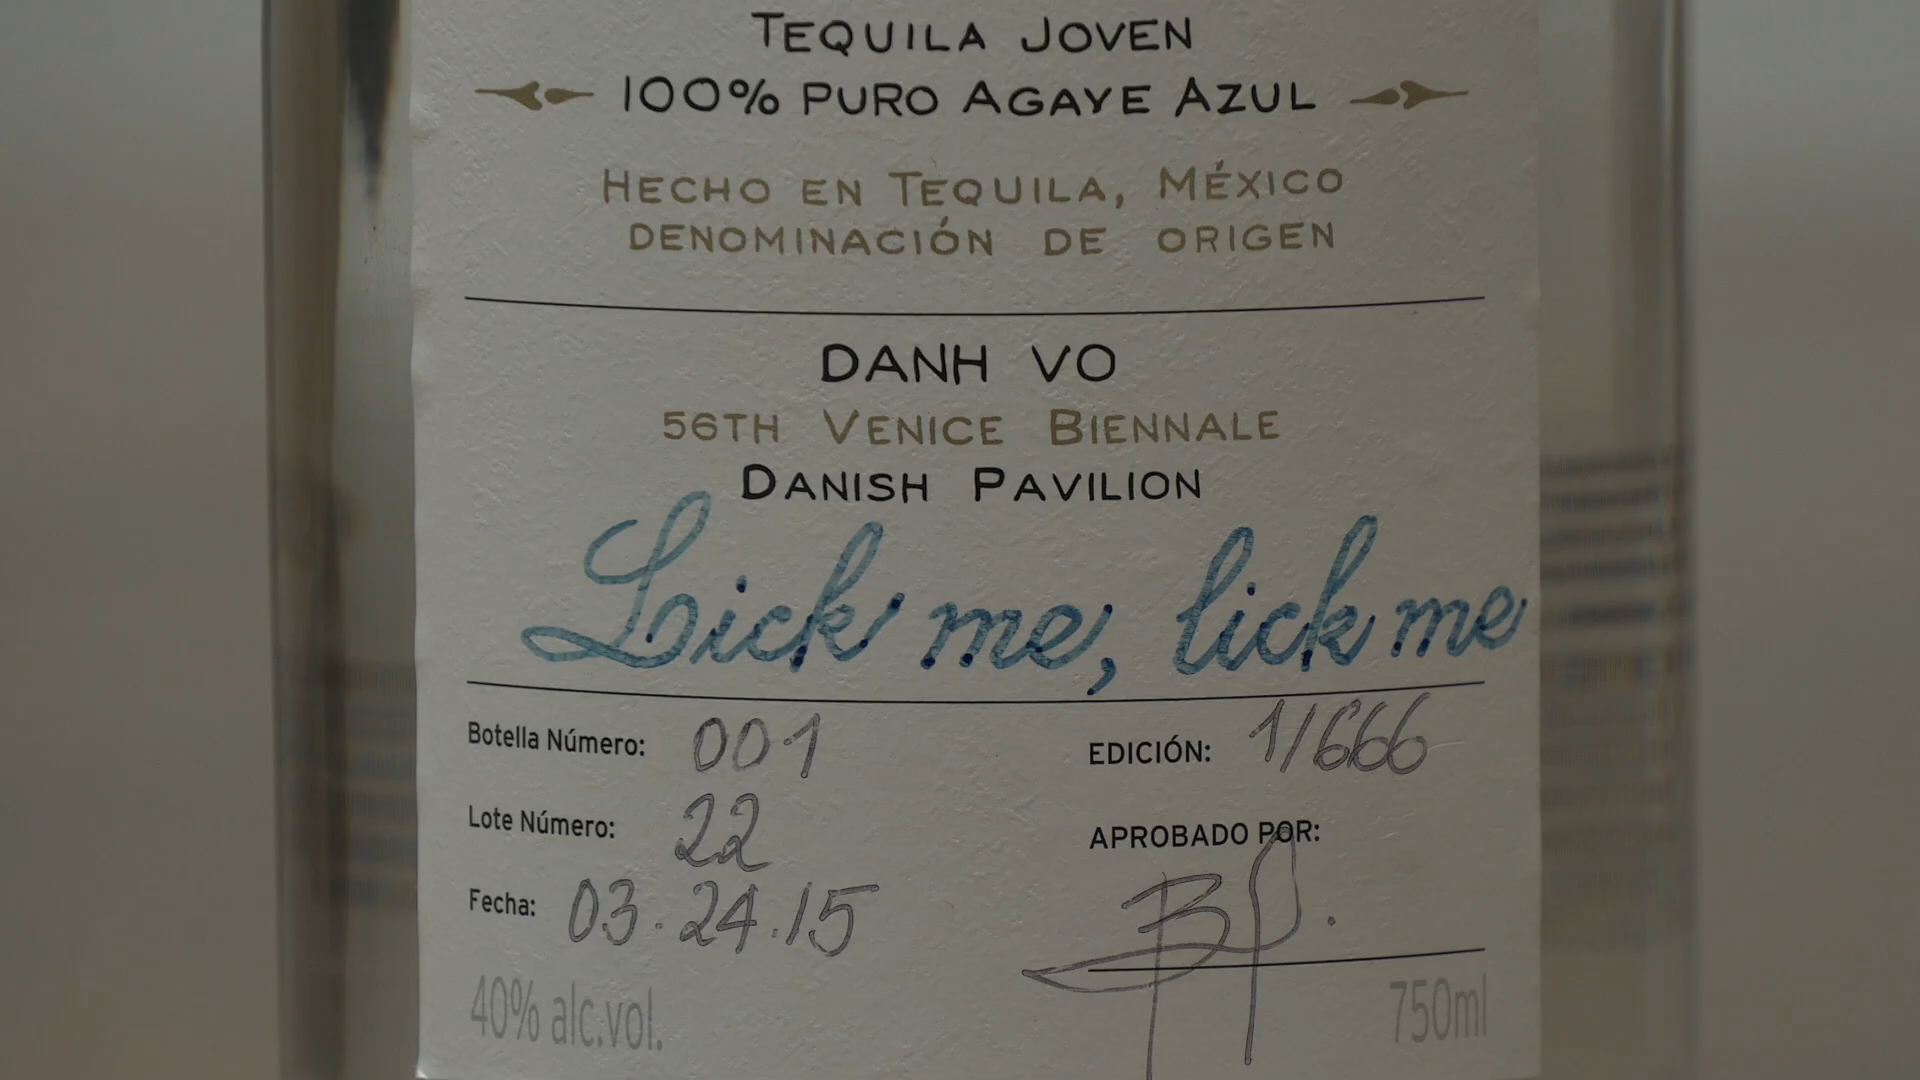 TEQUILA JOVEN
100% PURO AGAVE AZUL
HECHO EN TEQUILA, MÉXICO
DENOMINACIÓN DE ORIGEN
DANH VO
56TH VENICE BIENNALE
DANISH PAVILION
Lick me, lick me
Botella Número: 001
EDICIÓN: 1/666
Lote Número: 22
APROBADO POR:
Fecha: 03.24.15
40% alc.vol.
750ml